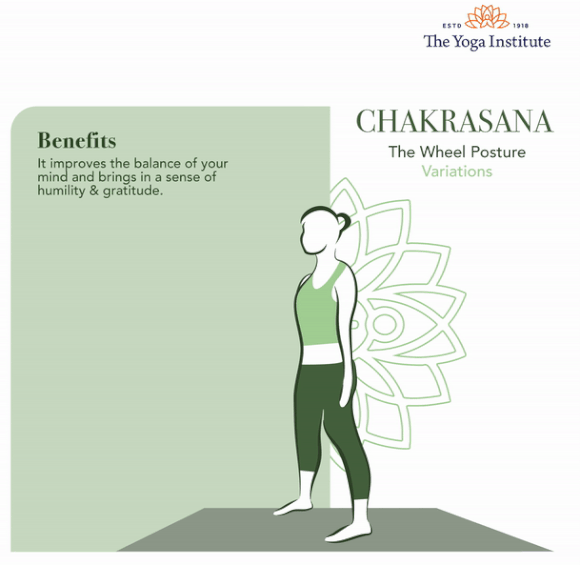 ESTD 1918
The Yoga Institute
CHAKRASANA
The Wheel Posture
Variations
Benefits
It improves the balance of your
mind and brings in a sense of
humility & gratitude.